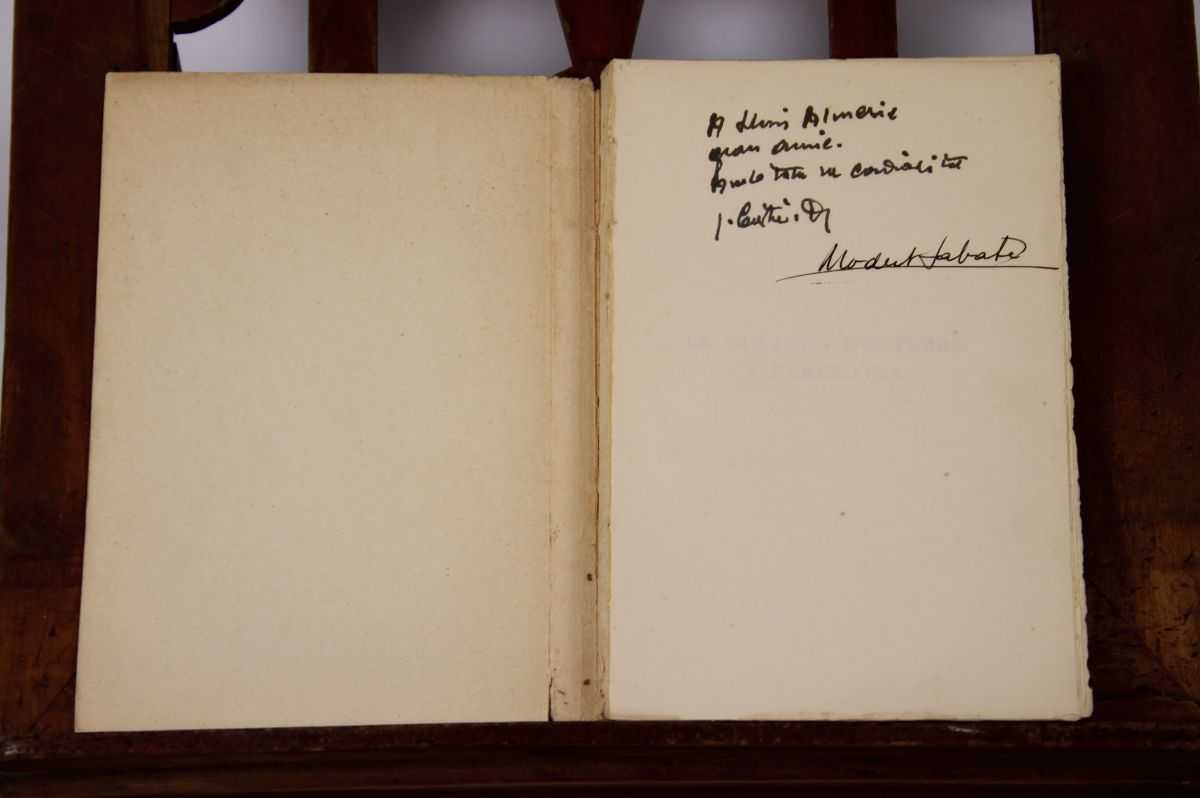 A Lluis Almeric
gran amic.
Amb tota la cordialitat
J.
Modest Sabaté